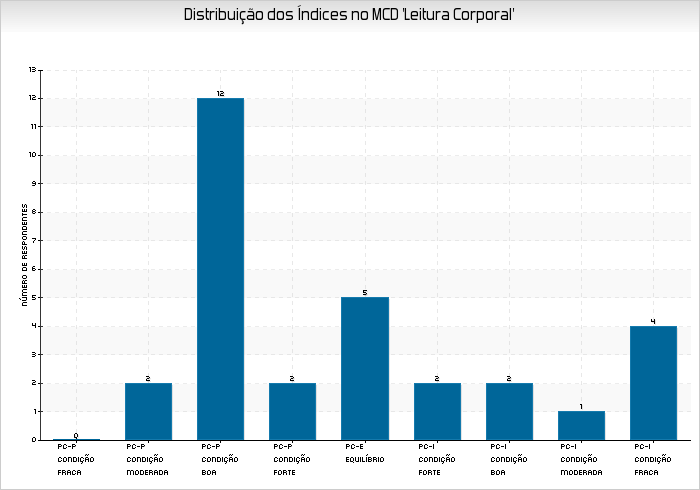 Distribuição dos Índices no MCD 'Leitura Corporal'
NÚMERO DE RESPONDENTES
13
12
11
10
9
8
7
6
5
4
3
2
1
0
0
2
12
2
5
2
2
1
4
PC-P
CONDIÇÃO
FRACA
PC-P
CONDIÇÃO
MODERADA
PC-P
CONDIÇÃO
BOA
PC-P
CONDIÇÃO
FORTE
PC-E
EQUILÍBRIO
PC-I
CONDIÇÃO
FORTE
PC-I
CONDIÇÃO
BOA
PC-I
CONDIÇÃO
MODERADA
PC-I
CONDIÇÃO
FRACA